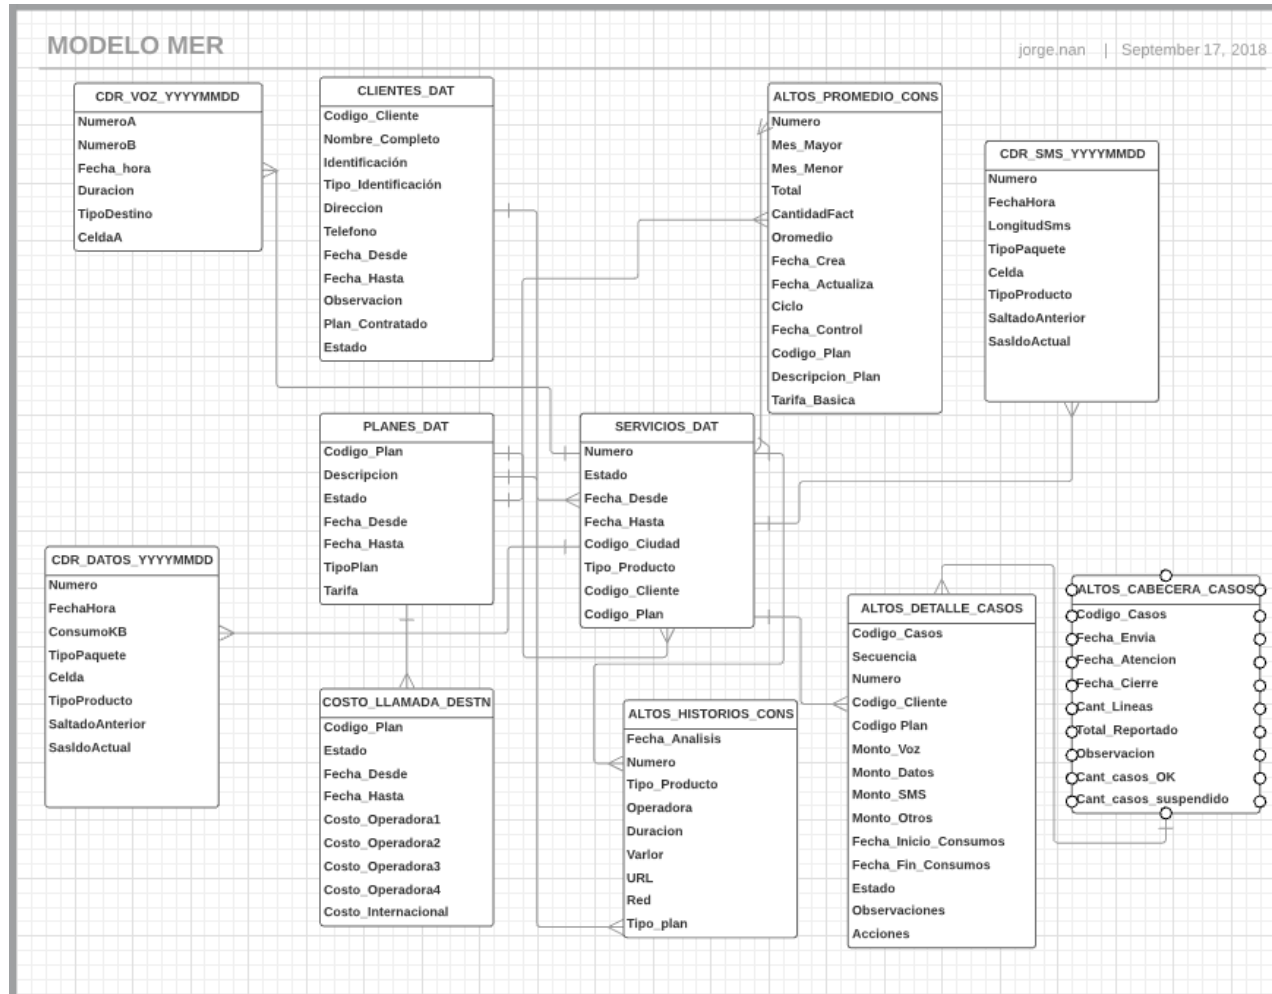 MODELO MER
jorge.nan | September 17, 2018
CDR_VOZ_YYYYMMDD
NumeroA
NumeroB
Fecha_hora
Duracion
TipoDestino
CeldaA
CLIENTES_DAT
Codigo_Cliente
Nombre_Completo
Identificación
Tipo_Identificación
Direccion
Telefono
Fecha_Desde
Fecha_Hasta
Observacion
Plan_Contratado
Estado
ALTOS_PROMEDIO_CONS
Numero
Mes_Mayor
Mes_Menor
Total
CantidadFact
Oromedio
Fecha_Crea
Fecha_Actualiza
Ciclo
Fecha_Control
Codigo_Plan
Descripcion_Plan
Tarifa_Basica
CDR_SMS_YYYYMMDD
Numero
FechaHora
LongitudSms
TipoPaquete
Celda
TipoProducto
SaltadoAnterior
SasldoActual
PLANES_DAT
Codigo_Plan
Descripcion
Estado
Fecha_Desde
Fecha_Hasta
TipoPlan
Tarifa
SERVICIOS_DAT
Numero
Estado
Fecha_Desde
Fecha_Hasta
Codigo_Ciudad
Tipo_Producto
Codigo_Cliente
Codigo_Plan
CDR_DATOS_YYYYMMDD
Numero
FechaHora
ConsumoKB
TipoPaquete
Celda
TipoProducto
SaltadoAnterior
SasldoActual
COSTO_LLAMADA_DESTN
Codigo_Plan
Estado
Fecha_Desde
Fecha_Hasta
Costo_Operadora1
Costo_Operadora2
Costo_Operadora3
Costo_Operadora4
Costo_Internacional
ALTOS_HISTORIOS_CONS
Fecha_Analisis
Numero
Tipo_Producto
Operadora
Duracion
Varlor
URL
Red
Tipo_plan
ALTOS_DETALLE_CASOS
Codigo_Casos
Secuencia
Numero
Codigo_Cliente
Codigo Plan
Monto_Voz
Monto_Datos
Monto_SMS
Monto_Otros
Fecha_Inicio_Consumos
Fecha_Fin_Consumos
Estado
Observaciones
Acciones
ALTOS_CABECERA_CASOS
Codigo_Casos
Fecha_Envia
Fecha_Atencion
Fecha_Cierre
Cant_Lineas
Total_Reportado
Observacion
Cant_casos_OK
Cant_casos_suspendido